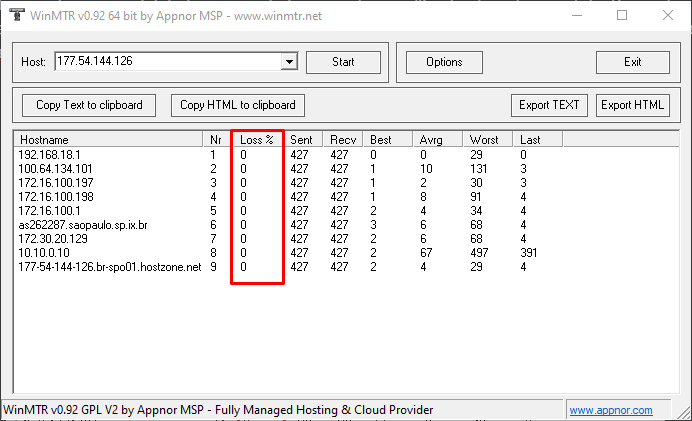 WinMTR v0.92 64 bit by Appnor MSP - www.winmtr.net
Host: 177.54.144.126 Start Options Exit
Copy Text to clipboard Copy HTML to clipboard Export TEXT Export HTML
Hostname Nr Loss % Sent Recv Best Avrg Worst Last
192.168.18.1 1 0 427 427 0 0 29 0
100.64.134.101 2 0 427 427 1 10 131 3
172.16.100.197 3 0 427 427 1 2 30 3
172.16.100.198 4 0 427 427 1 8 91 4
172.16.100.1 5 0 427 427 2 4 34 4
as262287.saopaulo.sp.ix.br 6 0 427 427 3 6 68 4
172.30.20.129 7 0 427 427 2 6 68 4
10.10.0.10 8 0 427 427 2 67 497 391
177-54-144-126.br-spo01.hostzone.net 9 0 427 427 2 4 29 4
WinMTR v0.92 GPL V2 by Appnor MSP - Fully Managed Hosting & Cloud Provider www.appnor.com